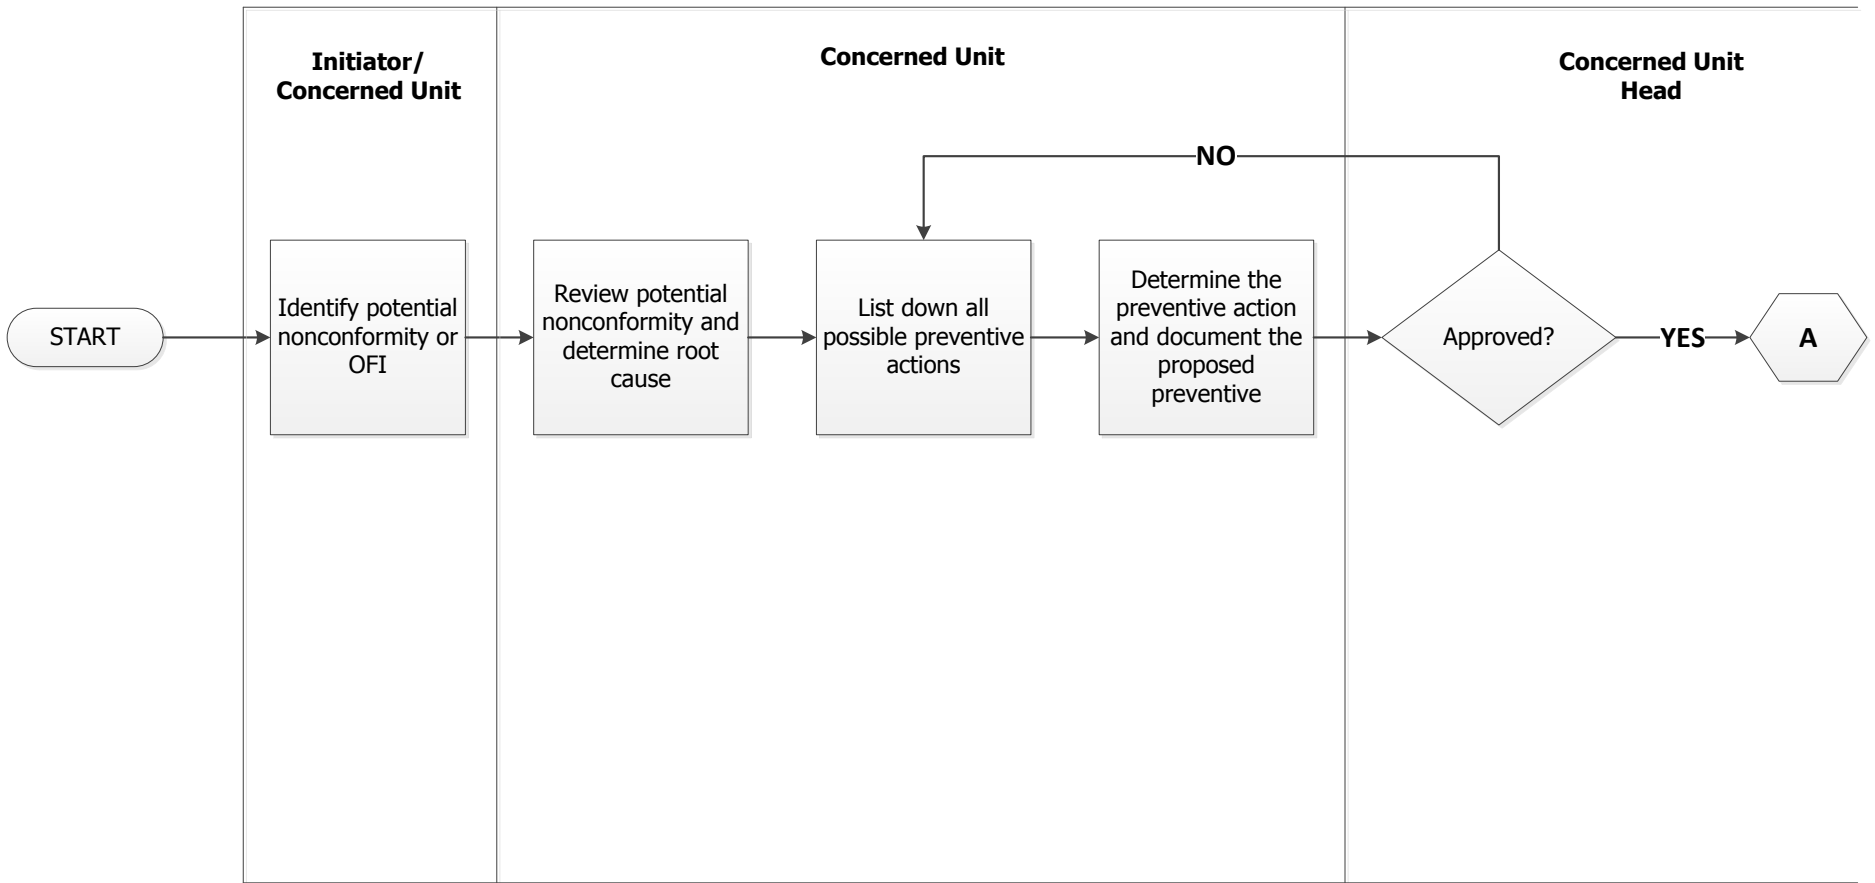 Initiator/
Concerned Unit
Concerned Unit
Concerned Unit
Head
NO
START
Identify potential
nonconformity or
OFI
Review potential
nonconformity and
determine root
cause
List down all
possible preventive
actions
Determine the
preventive action
and document the
proposed
preventive
Approved?
YES
A